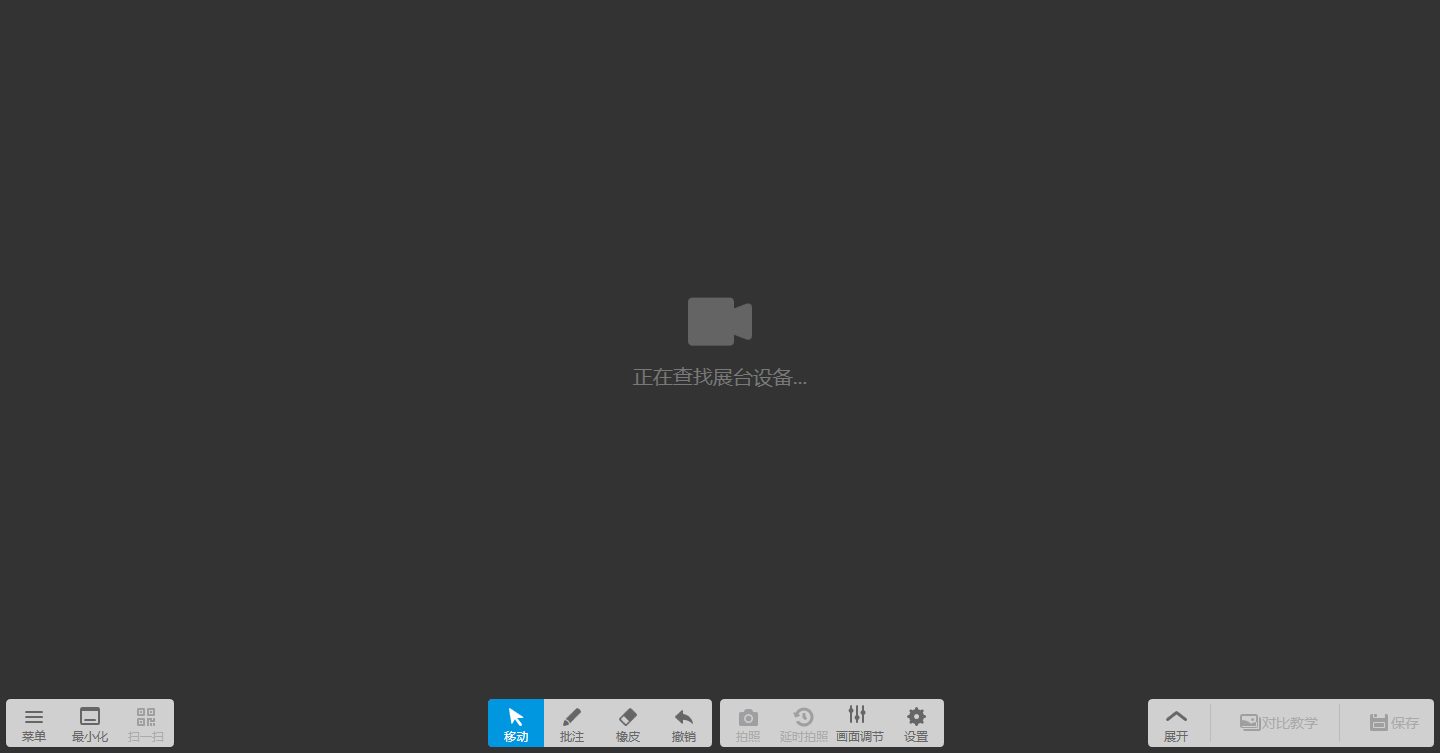 正在查找展台设备...
菜单
最小化
扫一扫
移动
批注
橡皮
撤销
拍照
延时拍照
画面调节
设置
展开
对比教学
保存